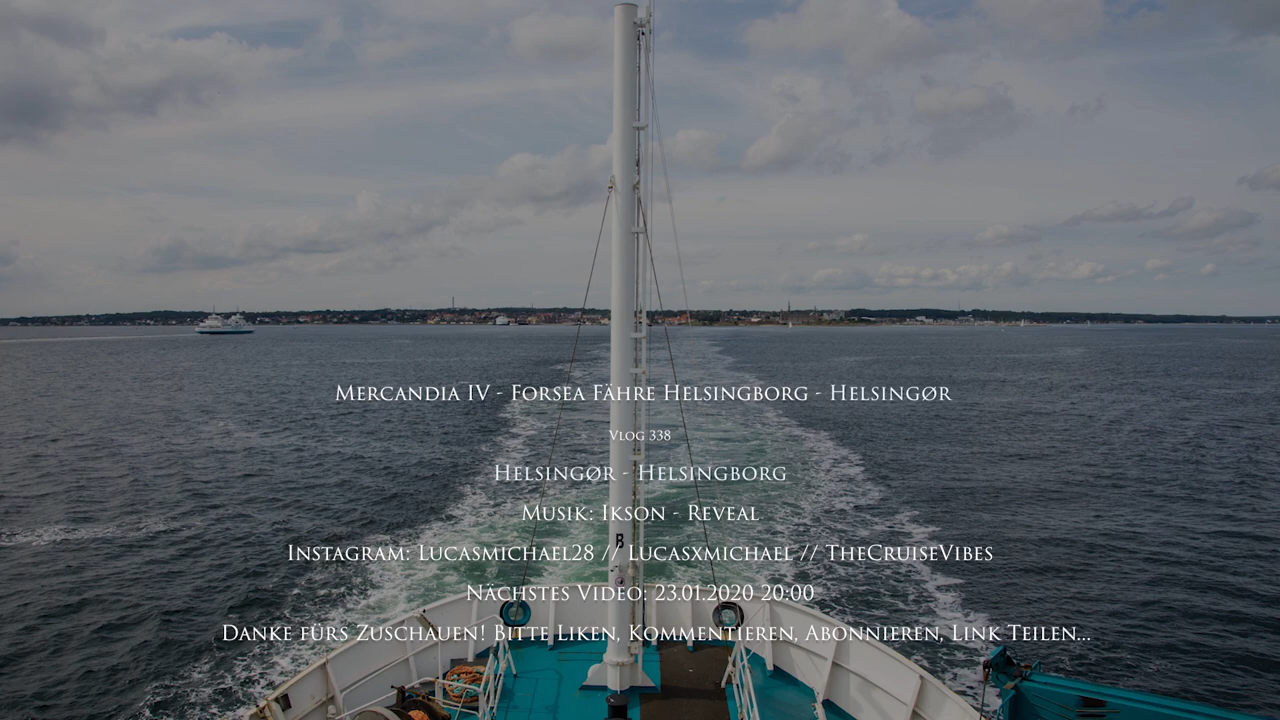 Mercandia IV - Forsea Fähre Helsingborg - Helsingør
Vlog 338
Helsingør - Helsingborg
Musik: Ikson - Reveal
B
Instagram: Lucasmichael28 // Lucasxmichael // TheCruiseVibes
Nächstes Video: 23.01.2020 20:00
Danke fürs Zuschauen! Bitte Liken, Kommentieren, Abonnieren, Link Teilen...